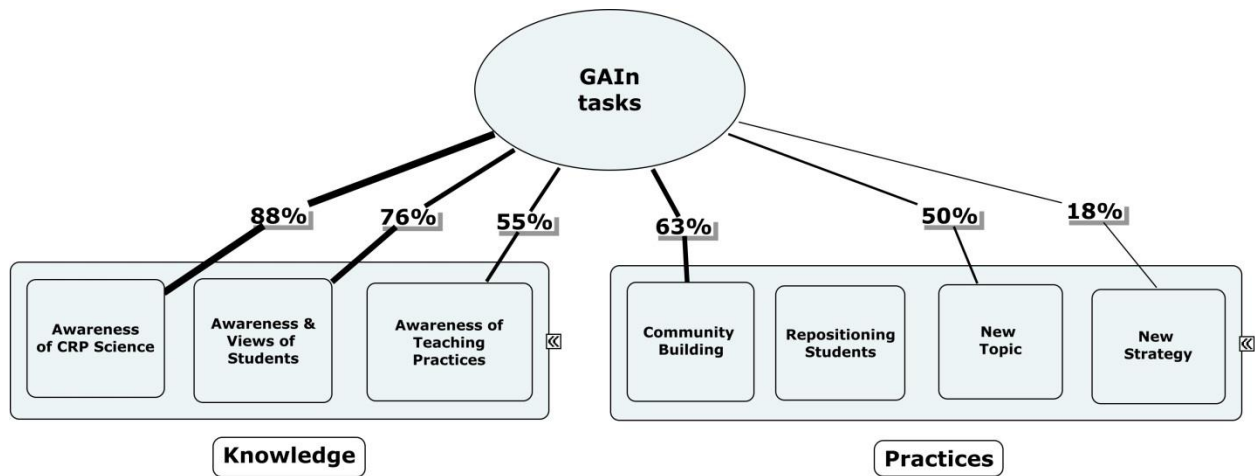 GAIn
tasks
88%
76%
55%
63%
50%
18%
Awareness
of CRP Science
Awareness &
Views of
Students
Awareness of
Teaching
Practices
Community
Building
Repositioning
Students
New
Topic
New
Strategy
Knowledge
Practices